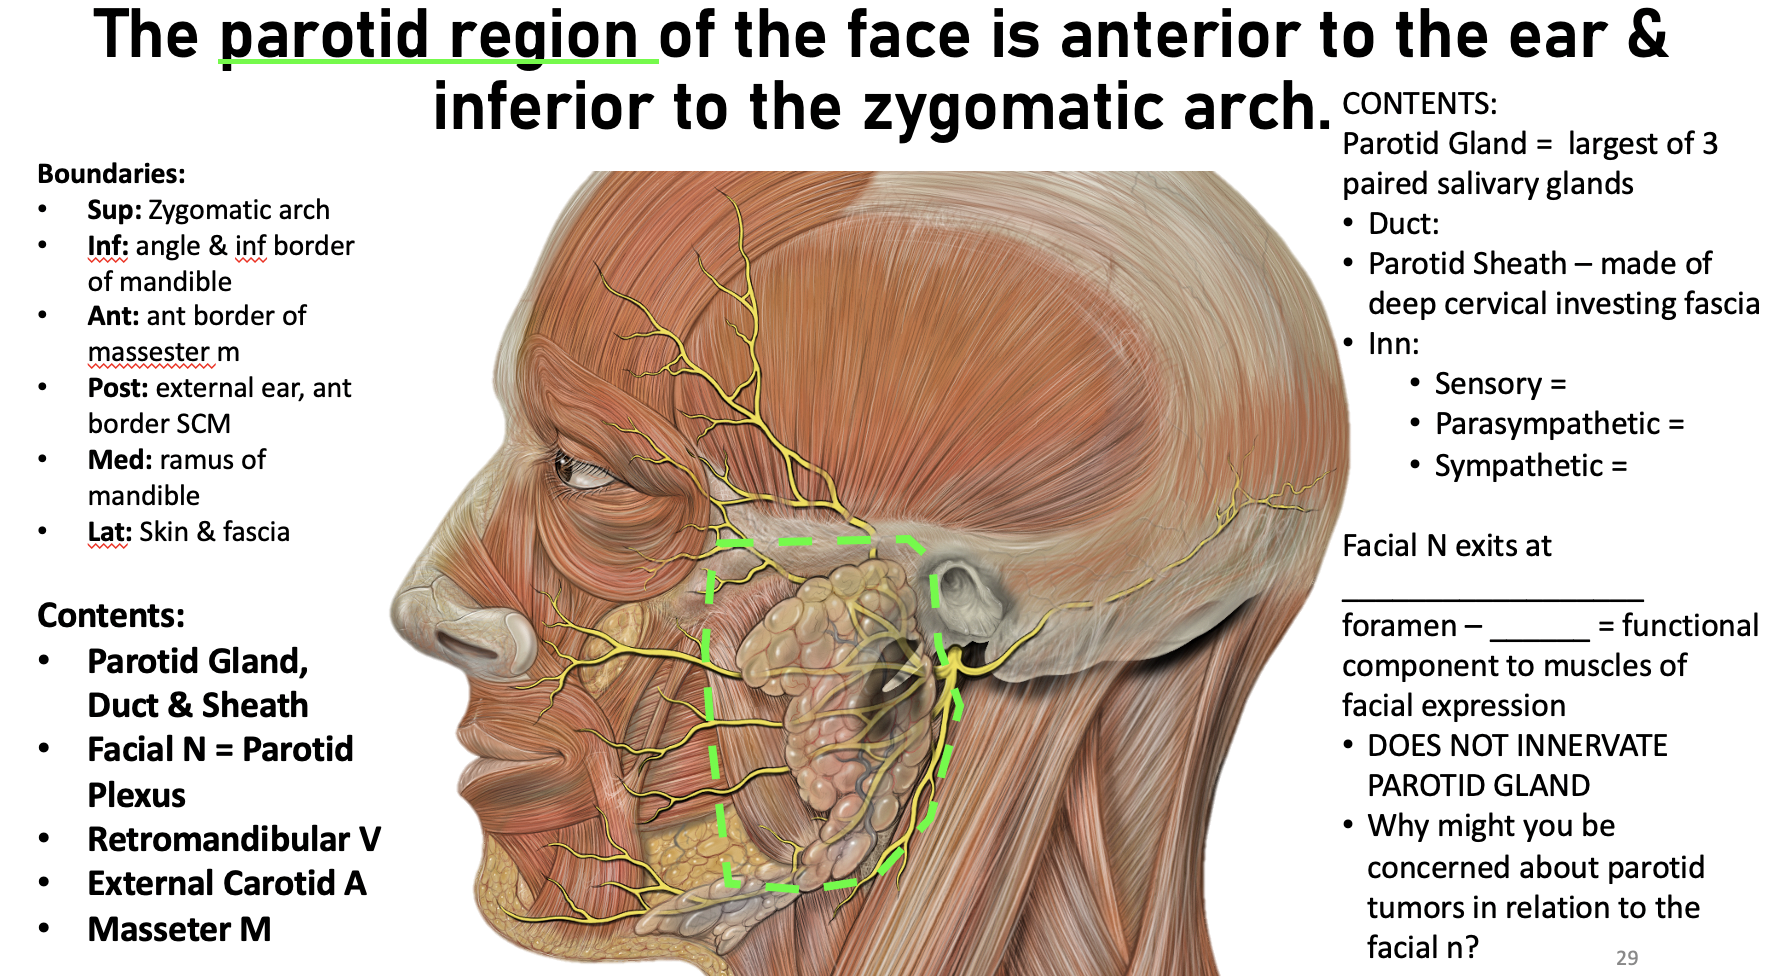 The parotid region of the face is anterior to the ear &
inferior to the zygomatic arch.
Boundaries:
• Sup: Zygomatic arch
• Inf: angle & inf border
of mandible
• Ant: ant border of
massester m
• Post: external ear, ant
border SCM
• Med: ramus of
mandible
• Lat: Skin & fascia
Contents:
• Parotid Gland,
Duct & Sheath
• Facial N = Parotid
Plexus
• Retromandibular V
• External Carotid A
• Masseter M
CONTENTS:
Parotid Gland = largest of 3
paired salivary glands
• Duct:
• Parotid Sheath – made of
deep cervical investing fascia
• Inn:
• Sensory =
• Parasympathetic =
• Sympathetic =
Facial N exits at
__________________
foramen – ______ = functional
component to muscles of
facial expression
• DOES NOT INNERVATE
PAROTID GLAND
• Why might you be
concerned about parotid
tumors in relation to the
facial n?
29